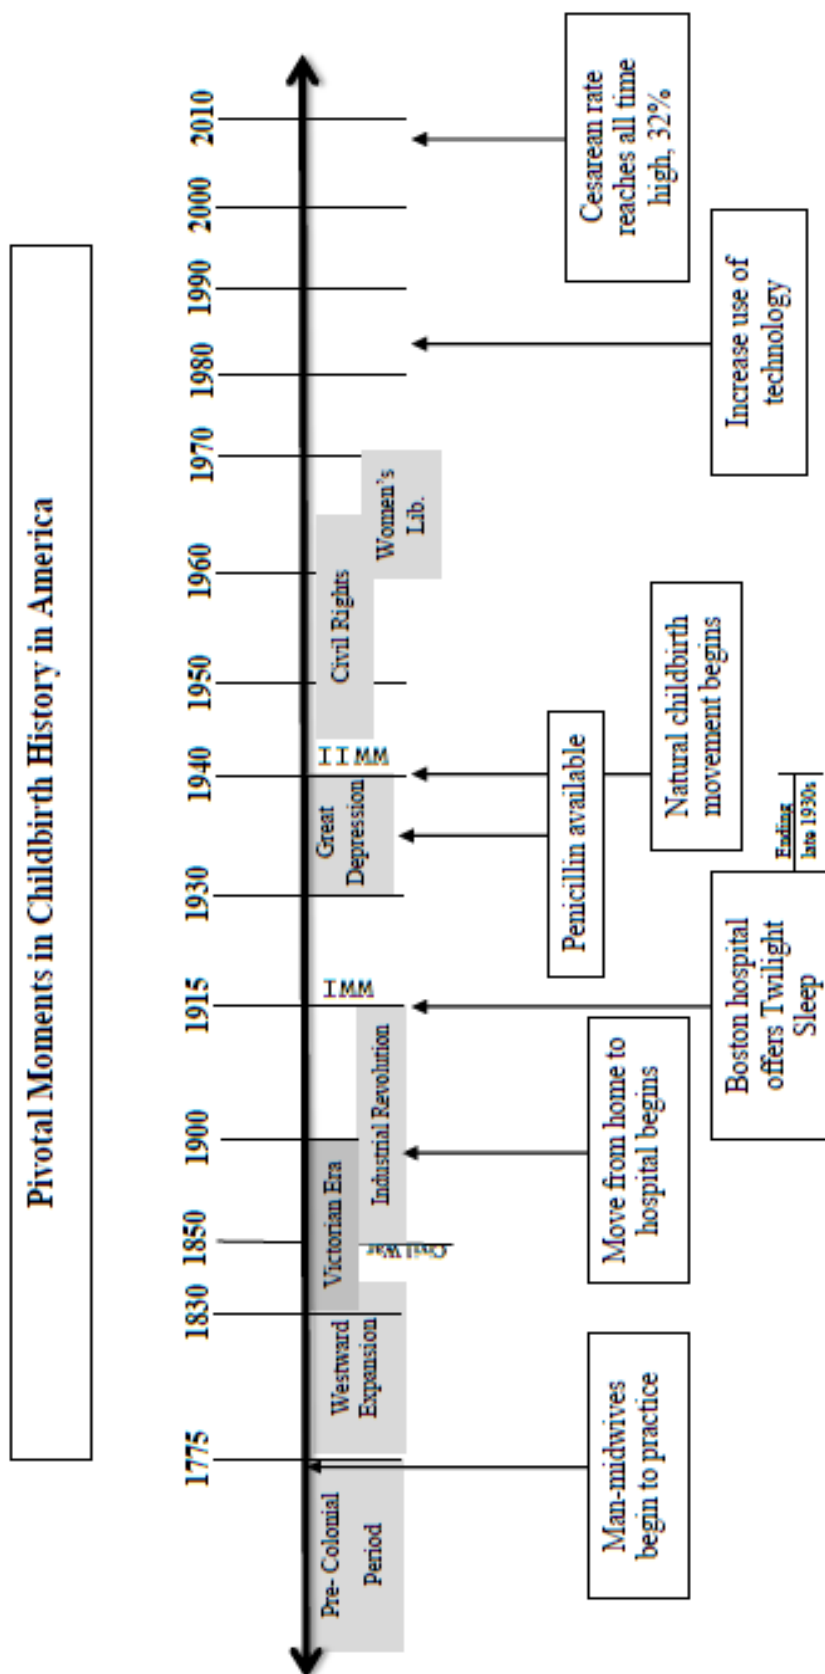 Pivotal Moments in Childbirth History in America
1775
1830
1850
1900
1915
1930
1940
1950
1960
1970
1980
1990
2000
2010
Pre- Colonial
Period
Westward
Expansion
Victorian Era
Civil War
Industrial Revolution
WWI
Great
Depression
WW II
Civil Rights
Women's
Lib.
Man-midwives
begin to practice
Move from home to
hospital begins
Boston hospital
offers Twilight
Sleep
Ending
late 1930s
Penicillin available
Natural childbirth
movement begins
Increase use of
technology
Cesarean rate
reaches all time
high, 32%